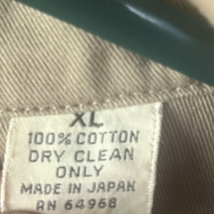 XL
100% COTTON
DRY CLEAN
ONLY
MADE IN JAPAN
RN 64968